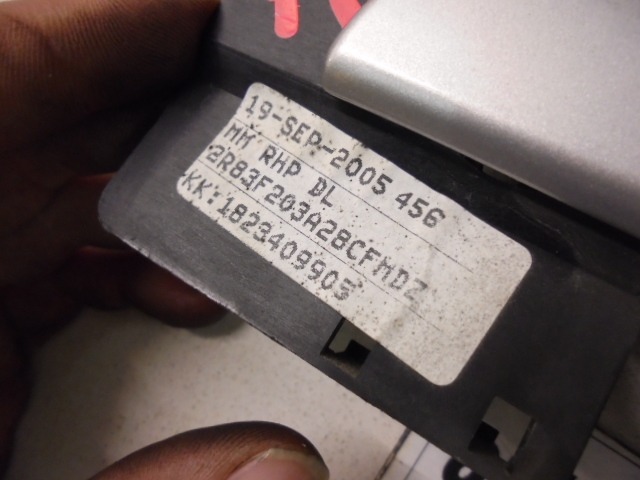 19-SEP-2005 456
MM RHP DL
2R83F203A28CFMDZ
KK:1823409905